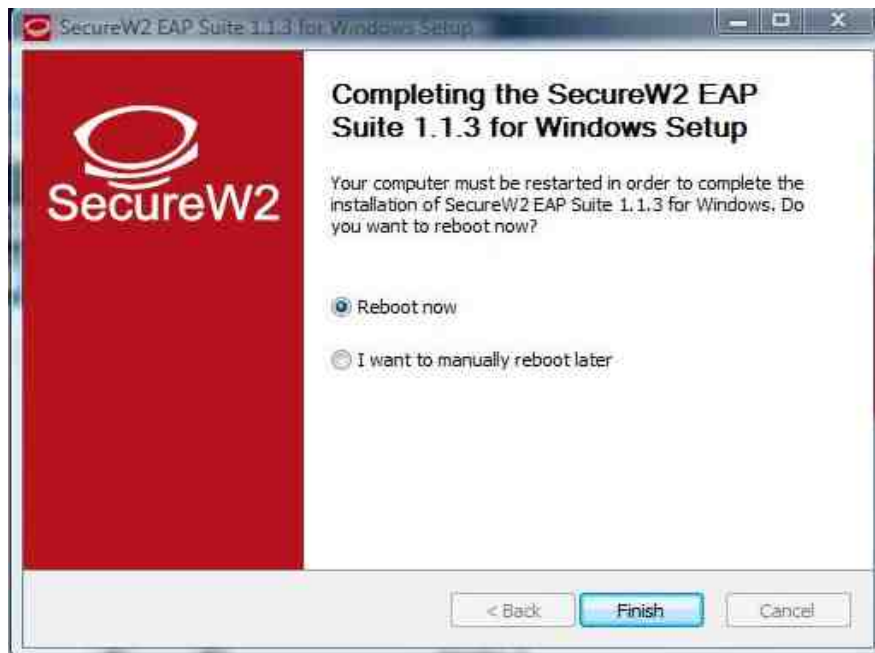 SecureW2 EAP Suite 1.1.3 for Windows Setup
SecureW2
Completing the SecureW2 EAP
Suite 1.1.3 for Windows Setup
Your computer must be restarted in order to complete the
installation of SecureW2 EAP Suite 1.1.3 for Windows. Do
you want to reboot now?
Reboot now
I want to manually reboot later
< Back
Finish
Cancel